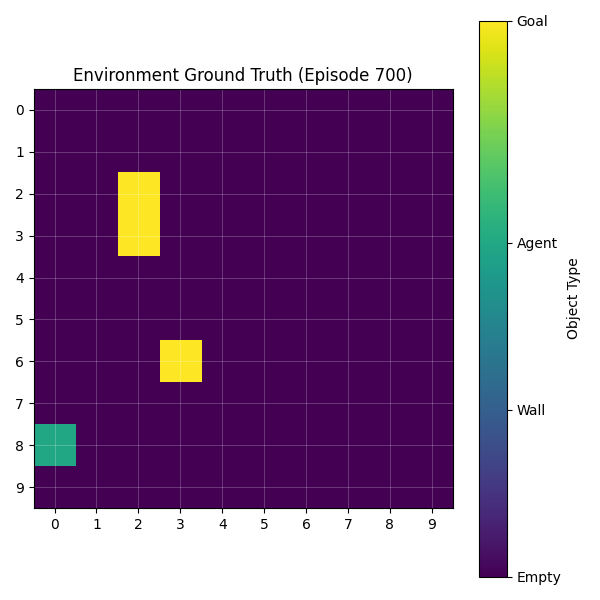 Environment Ground Truth (Episode 700)
0
1
2
3
4
5
6
7
8
9
0 1 2 3 4 5 6 7 8 9
Goal
Agent
Wall
Empty
Object Type